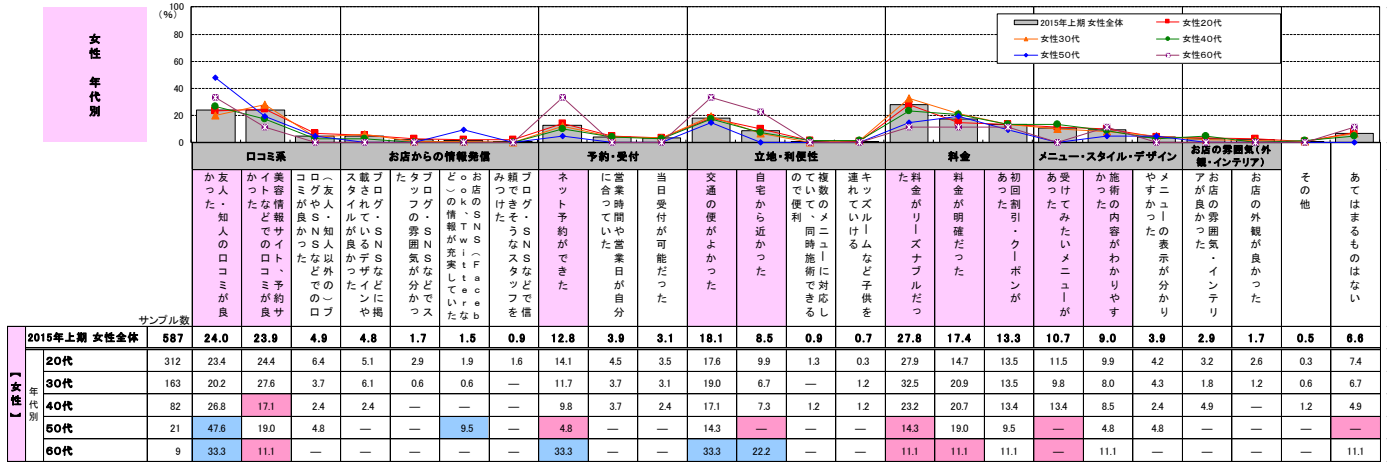 女性 年代別
(%)
100
80
60
40
20
0
2015年上期 女性全体
女性20代
女性30代
女性40代
女性50代
女性60代
口コミ系
お店からの情報発信
予約・受付
立地・利便性
料金
メニュー・スタイル・デザイン
お店の雰囲気(外観・インテリア)
友人・知人の口コミが良かった
美容情報サイト、予約サイトなどでの口コミが良かった
(友人・知人以外の)ブログやSNSなどでの口コミが良かった
ブログ・SNSなどに掲載されているデザインやスタイルが良かった
ブログ・SNSなどでスタッフの雰囲気が分かった
お店のSNS(Facebook、Twitterなど)の情報が充実していた
ブログ・SNSなどで信頼できそうなスタッフをみつけた
ネット予約ができた
営業時間や営業日が自分に合っていた
当日受付が可能だった
交通の便がよかった
自宅から近かった
複数のメニューに対応していて、同時施術できるので便利
キッズルームなど子供を連れていける
料金がリーズナブルだった
料金が明確だった
初回割引・クーポンがあった
受けてみたいメニューがあった
施術の内容がわかりやすかった
メニューの表示が分かりやすかった
お店の雰囲気・インテリアが良かった
お店の外観が良かった
その他
あてはまるものはない
サンプル数
2015年上期 女性全体 587 24.0 23.9 4.9 4.8 1.7 1.5 0.9 12.8 3.9 3.1 18.1 8.5 0.9 0.7 27.8 17.4 13.3 10.7 9.0 3.9 2.9 1.7 0.5 6.6
【女性】
年代別
20代 312 23.4 24.4 6.4 5.1 2.9 1.9 1.6 14.1 4.5 3.5 17.6 9.9 1.3 0.3 27.9 14.7 13.5 11.5 9.9 4.2 3.2 2.6 0.3 7.4
30代 163 20.2 27.6 3.7 6.1 0.6 0.6 — 11.7 3.7 3.1 19.0 6.7 — 1.2 32.5 20.9 13.5 9.8 8.0 4.3 1.8 1.2 0.6 6.7
40代 82 26.8 17.1 2.4 2.4 — — — 9.8 3.7 2.4 17.1 7.3 1.2 1.2 23.2 20.7 13.4 13.4 8.5 2.4 4.9 — 1.2 4.9
50代 21 47.6 19.0 4.8 — — 9.5 — 4.8 — — 14.3 — — — 14.3 19.0 9.5 — 4.8 4.8 — — — —
60代 9 33.3 11.1 — — — — — 33.3 — — 33.3 22.2 — — 11.1 11.1 11.1 — 11.1 — — — — 11.1